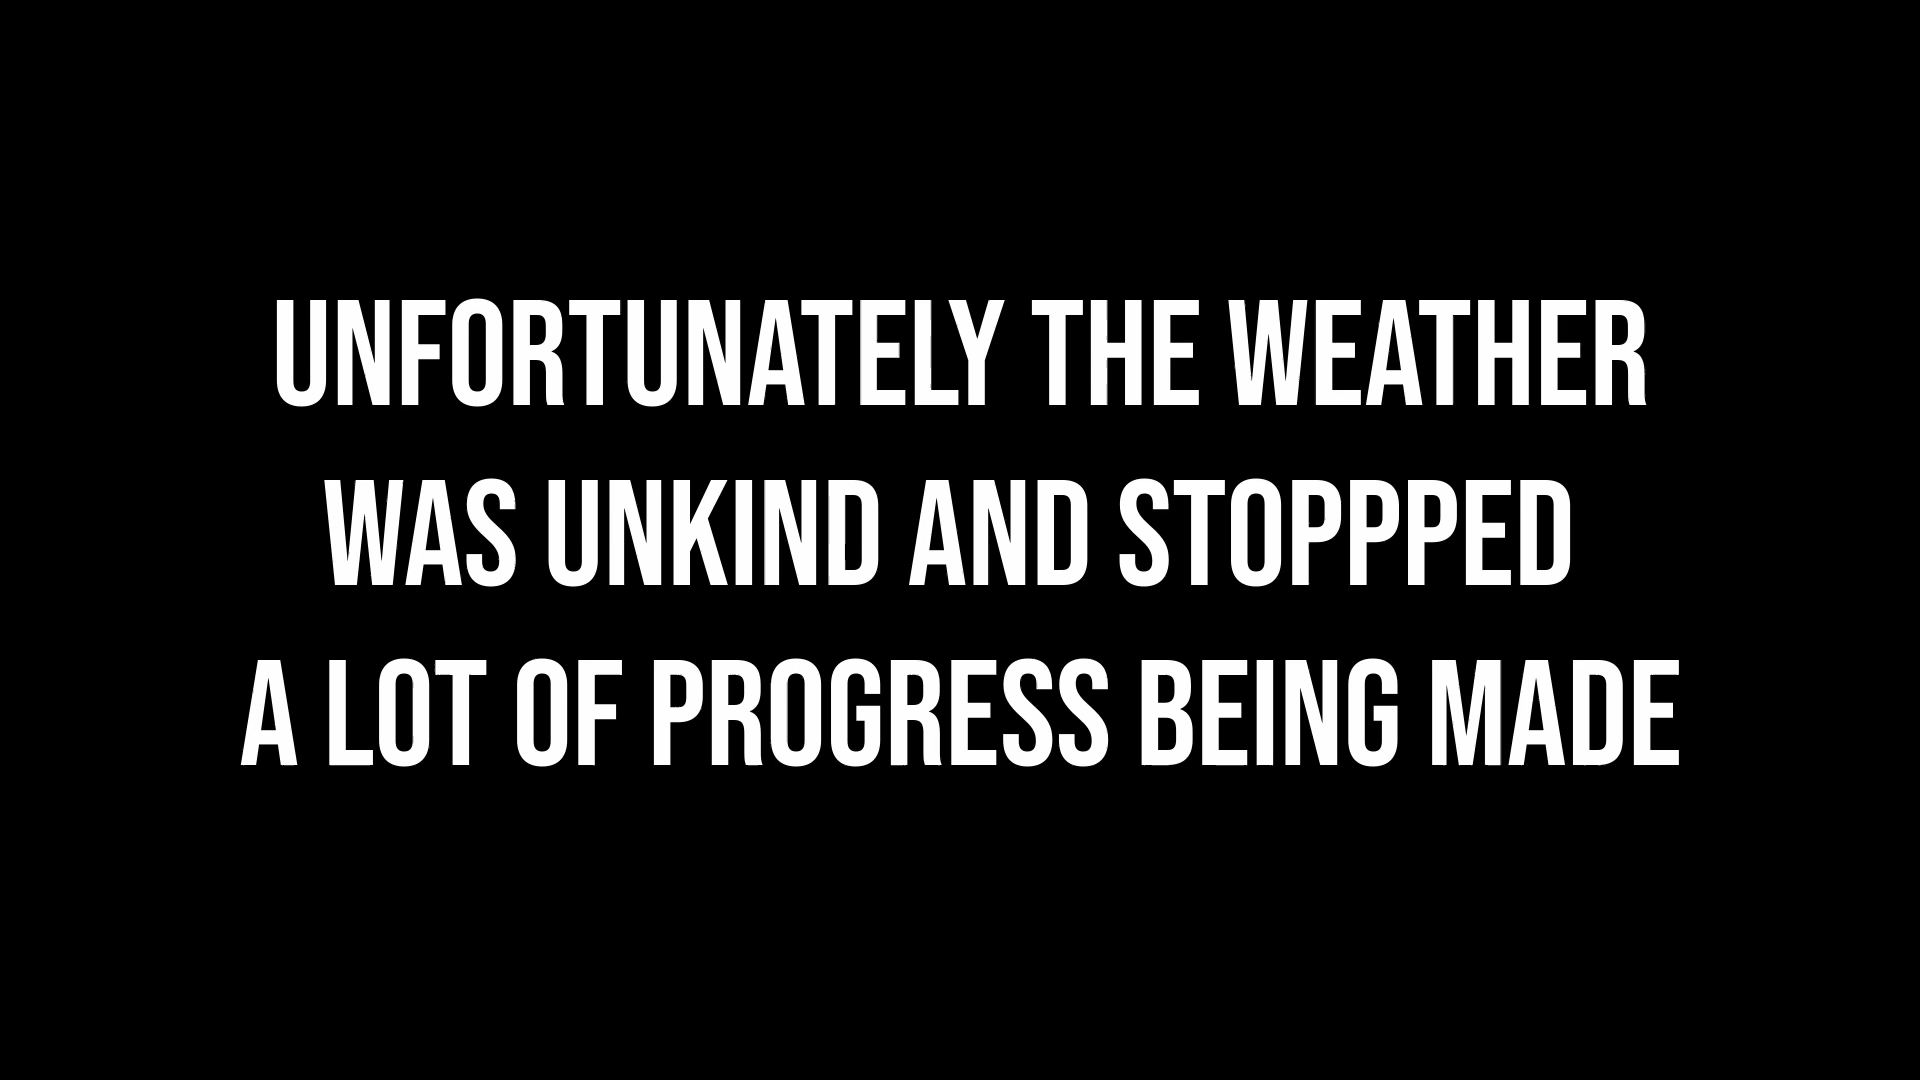 UNFORTUNATELY THE WEATHER
WAS UNKIND AND STOPPPED
A LOT OF PROGRESS BEING MADE